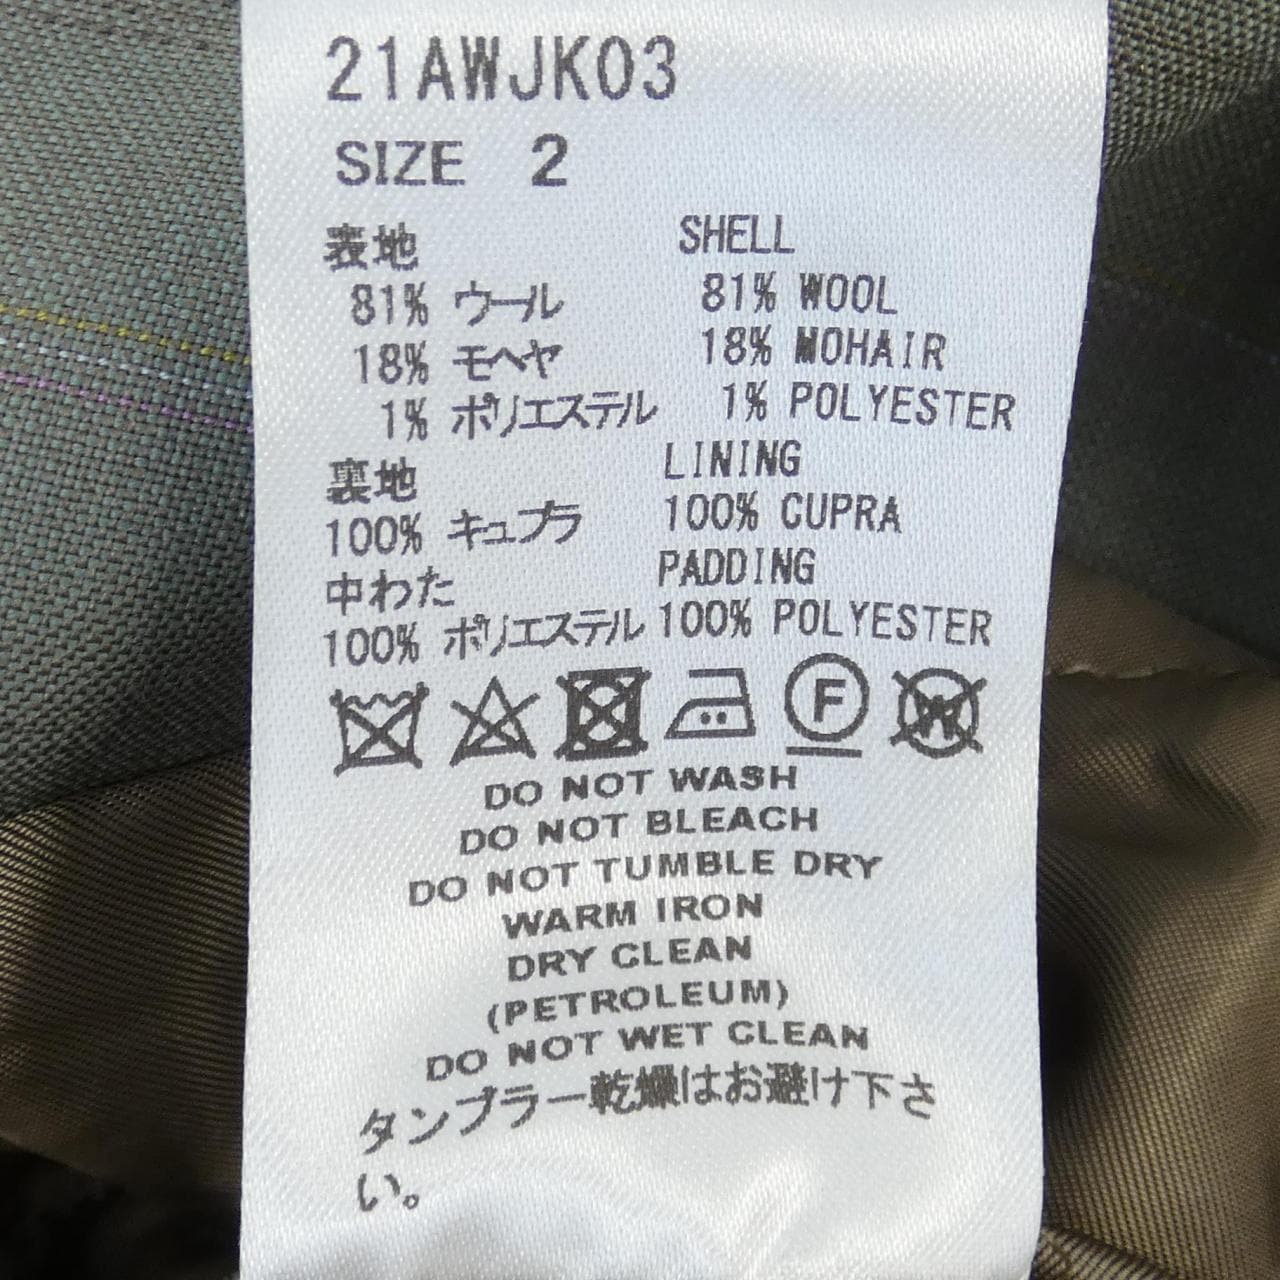 21AWJK03
SIZE 2
表地 SHELL
81% ウール 81% WOOL
18% モヘヤ 18% MOHAIR
1% ポリエステル 1% POLYESTER
裏地 LINING
100% キュプラ 100% CUPRA
中わた PADDING
100% ポリエステル 100% POLYESTER
F W
DO NOT WASH
DO NOT BLEACH
DO NOT TUMBLE DRY
WARM IRON
DRY CLEAN
(PETROLEUM)
DO NOT WET CLEAN
タンブラー乾燥はお避け下さ
い。